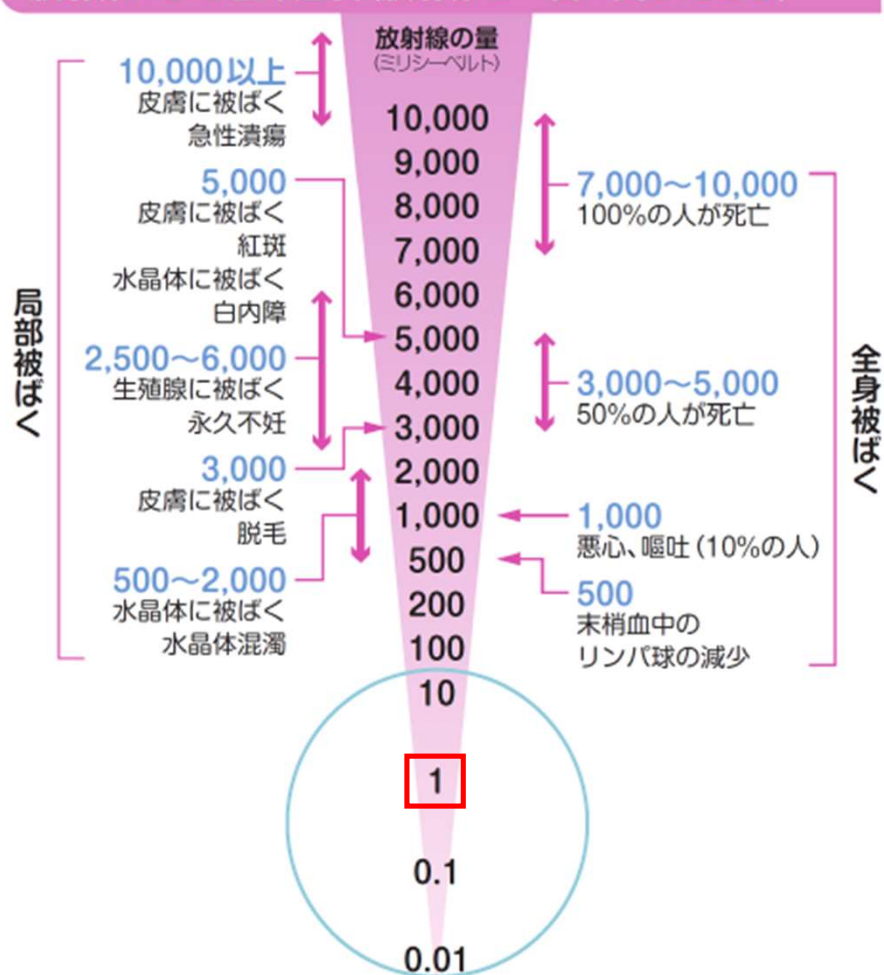 放射線の量
(ミリシーベルト)
10,000
9,000
8,000
7,000
6,000
5,000
4,000
3,000
2,000
1,000
500
200
100
10
1
0.1
0.01
局部被ばく
10,000以上
皮膚に被ばく
急性潰瘍
5,000
皮膚に被ばく
紅斑
水晶体に被ばく
白内障
2,500〜6,000
生殖腺に被ばく
永久不妊
3,000
皮膚に被ばく
脱毛
500〜2,000
水晶体に被ばく
水晶体混濁
全身被ばく
7,000〜10,000
100%の人が死亡
3,000〜5,000
50%の人が死亡
1,000
悪心、嘔吐(10%の人)
500
末梢血中の
リンパ球の減少